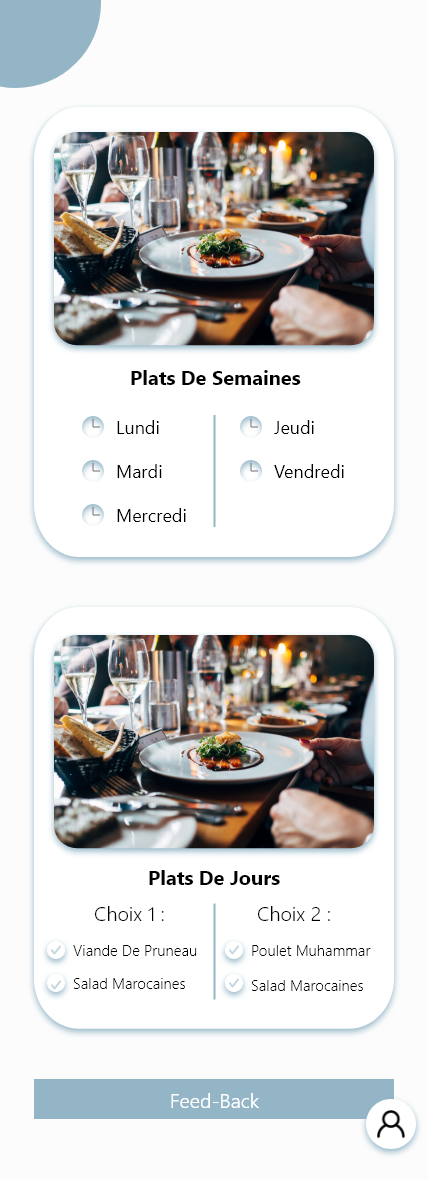 Plats De Semaines
Lundi
Mardi
Mercredi
Jeudi
Vendredi
Plats De Jours
Choix 1 :
Viande De Pruneau
Salad Marocaines
Choix 2 :
Poulet Muhammar
Salad Marocaines
Feed-Back